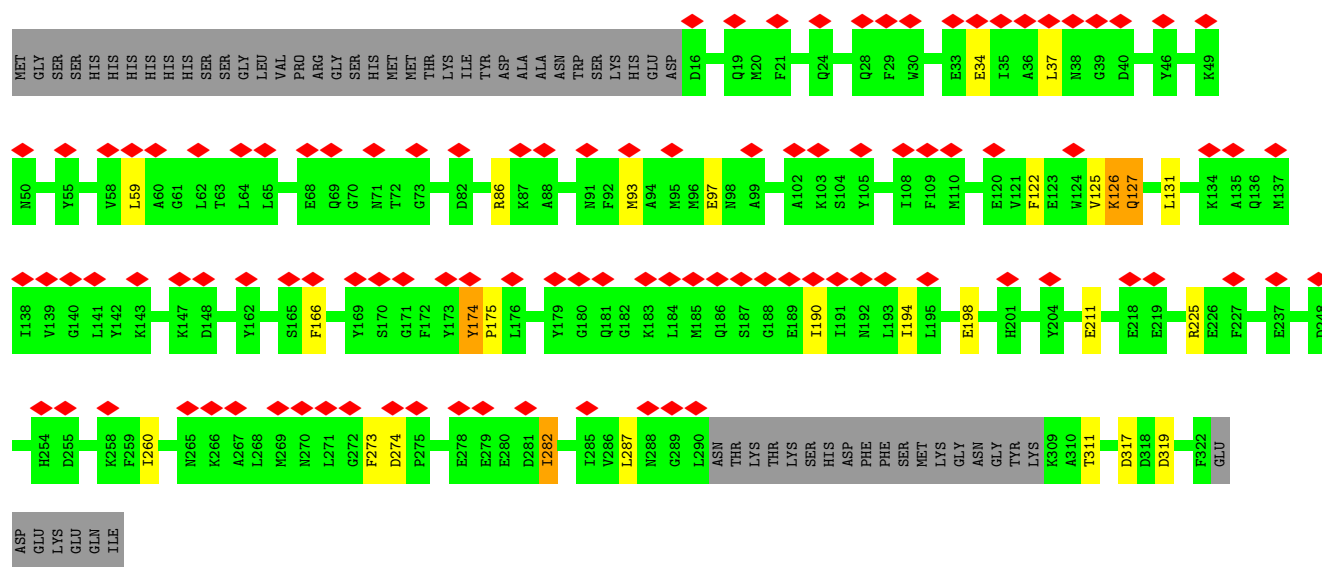 MET GLY SER SER HIS HIS HIS HIS HIS HIS SER SER GLY LEU VAL PRO ARG GLY SER HIS MET MET THR LYS ILE TYR ASP ALA ALA ASN TRP SER LYS HIS GLU ASP D16 Q19 M20 F21 Q24 Q28 F29 W30 E33 E34 I35 A36 L37 N38 G39 D40 Y46 K49
N50 Y55 V58 L59 A60 G61 L62 T63 L64 L65 E68 Q69 G70 N71 T72 G73 D82 R86 K87 A88 N91 F92 M93 A94 M95 M96 E97 N98 A99 A102 K103 S104 Y105 I108 F109 M110 E120 V121 F122 E123 W124 V125 K126 Q127 L131 K134 A135 Q136 M137
I138 V139 G140 L141 Y142 K143 K147 D148 Y162 S165 F166 Y169 S170 G171 F172 Y173 Y174 P175 L176 Y179 G180 Q181 G182 K183 L184 M185 Q186 S187 G188 E189 I190 I191 N192 L193 I194 L195 E198 H201 Y204 E211 E218 E219 R225 E226 F227 E237 D248
H254 D255 K258 F259 I260 N265 K266 A267 L268 M269 N270 L271 G272 F273 D274 P275 E278 E279 E280 D281 I282 I285 V286 L287 N288 G289 L290 ASN THR LYS THR LYS SER HIS ASP PHE PHE SER MET LYS GLY ASN GLY TYR LYS K309 A310 T311 D317 D318 D319 F322 GLU
ASP GLU LYS GLU GLN ILE